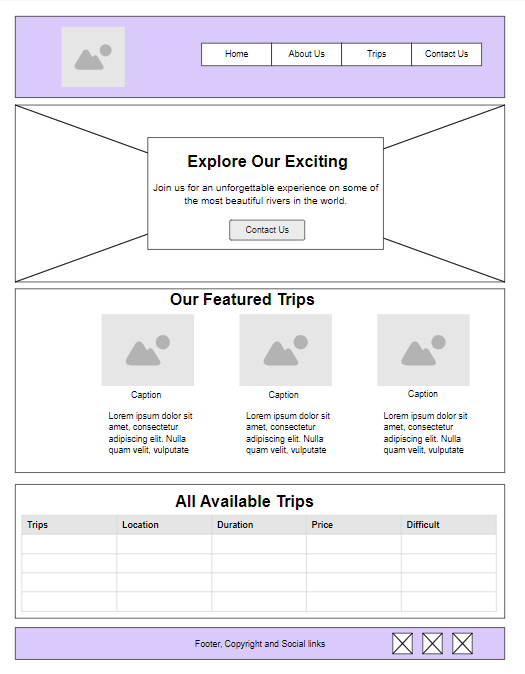 Home About Us Trips Contact Us
Explore Our Exciting
Join us for an unforgettable experience on some of
the most beautiful rivers in the world.
Contact Us
Our Featured Trips
Caption
Lorem ipsum dolor sit
amet, consectetur
adipiscing elit. Nulla
quam velit, vulputate
Caption
Lorem ipsum dolor sit
amet, consectetur
adipiscing elit. Nulla
quam velit, vulputate
Caption
Lorem ipsum dolor sit
amet, consectetur
adipiscing elit. Nulla
quam velit, vulputate
All Available Trips
Trips Location Duration Price Difficult
Footer, Copyright and Social links